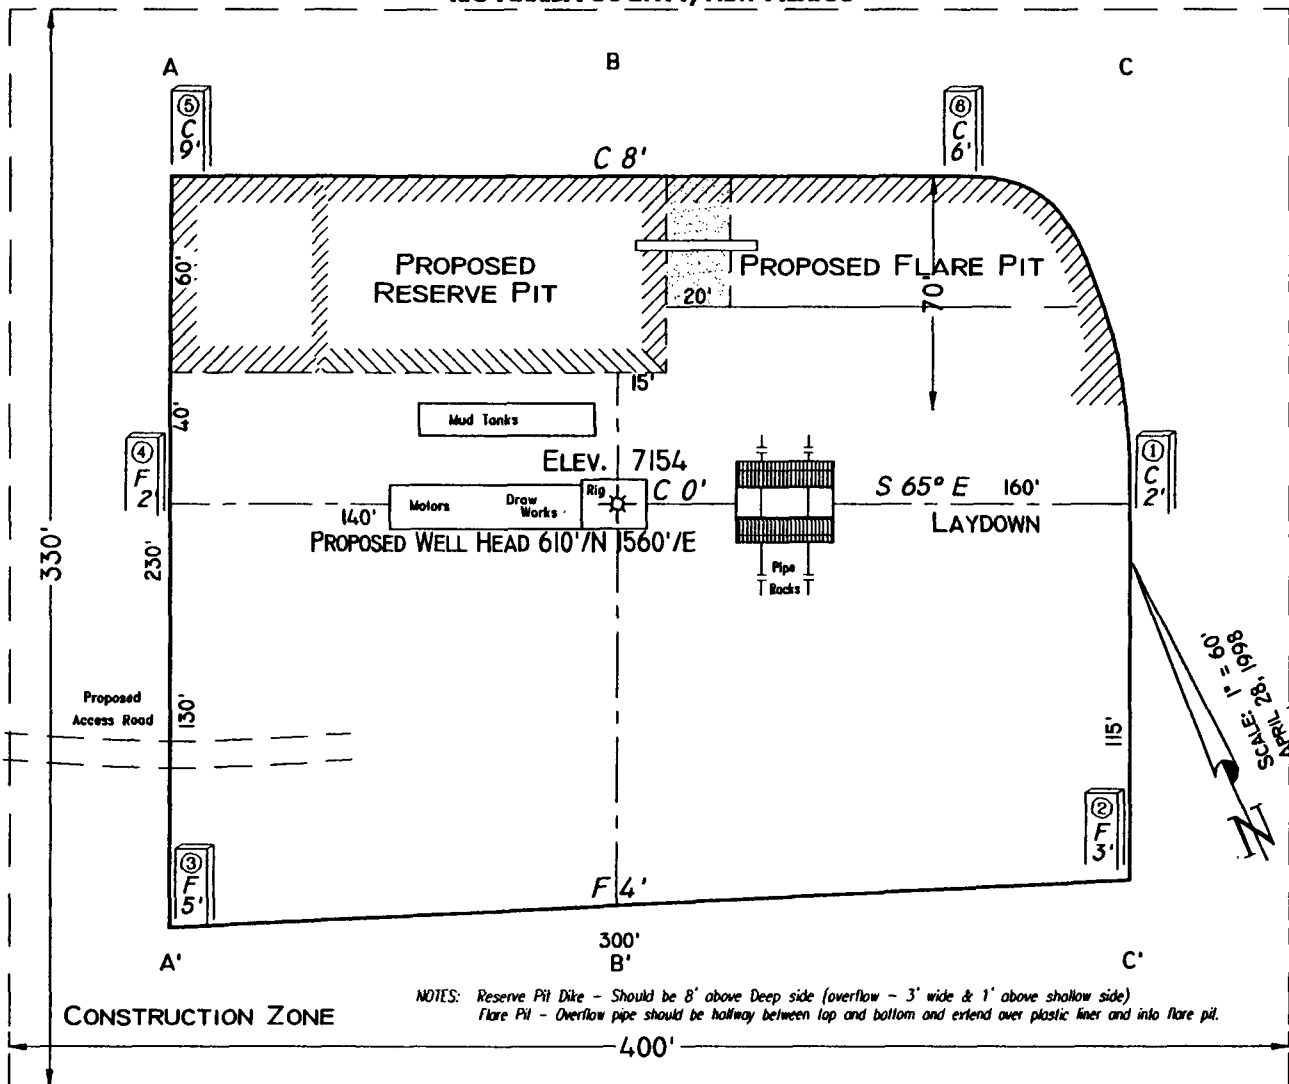 A
B
C
⑤
C
9'
⑥
C
6'
C 8'
60'
PROPOSED
RESERVE PIT
PROPOSED FLARE PIT
20'
70'
15'
40'
Mud Tanks
④
F
2'
ELEV. 7154
①
C
2'
Rig
C 0'
S 65° E 160'
140'
Motors
Draw
Works
LAYDOWN
PROPOSED WELL HEAD 610'/N 1560'/E
330'
230'
Pipe
Racks
SCALE: 1" = 60'
APRIL 28, 1998
Proposed
Access Road
130'
115'
②
F
3'
N
③
F
5'
F 4'
300'
A'
B'
C'
NOTES: Reserve Pit Dike - Should be 8' above Deep side (overflow - 3' wide & 1' above shallow side)
Flare Pit - Overflow pipe should be halfway between top and bottom and extend over plastic liner and into flare pit.
CONSTRUCTION ZONE
400'